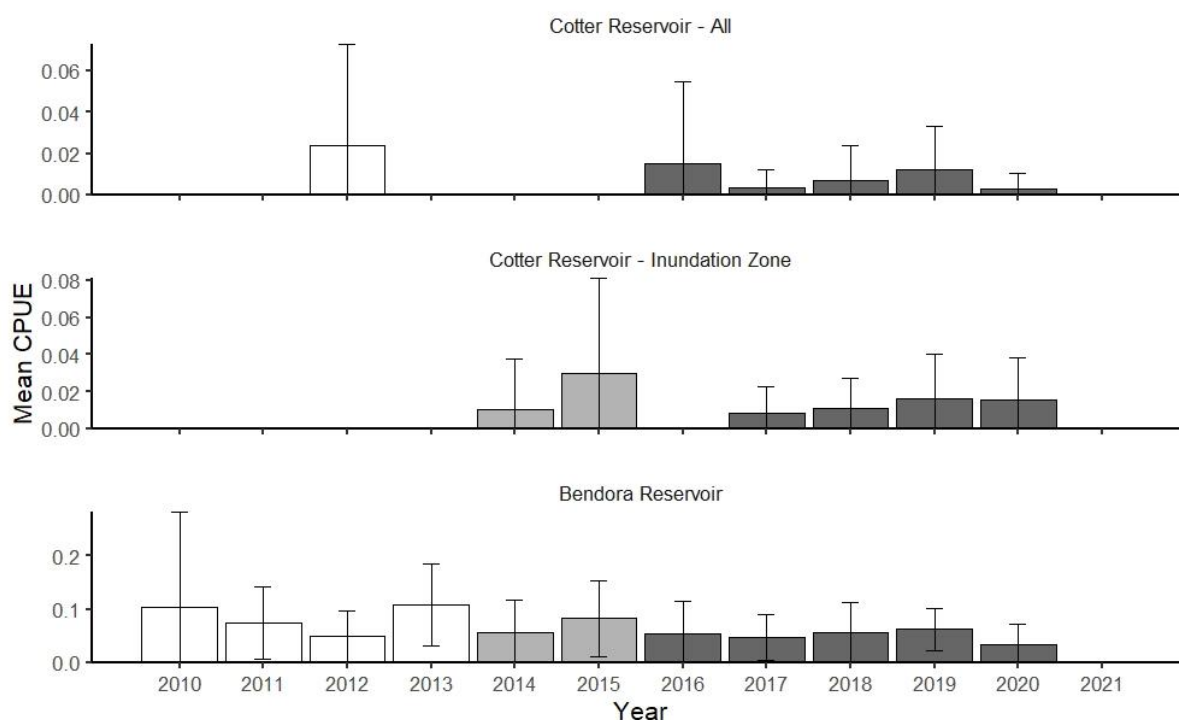 Cotter Reservoir - All
0.06
0.04
0.02
0.00
Cotter Reservoir - Inundation Zone
0.08
0.06
0.04
0.02
0.00
Mean CPUE
Bendora Reservoir
0.2
0.1
0.0
2010 2011 2012 2013 2014 2015 2016 2017 2018 2019 2020 2021
Year